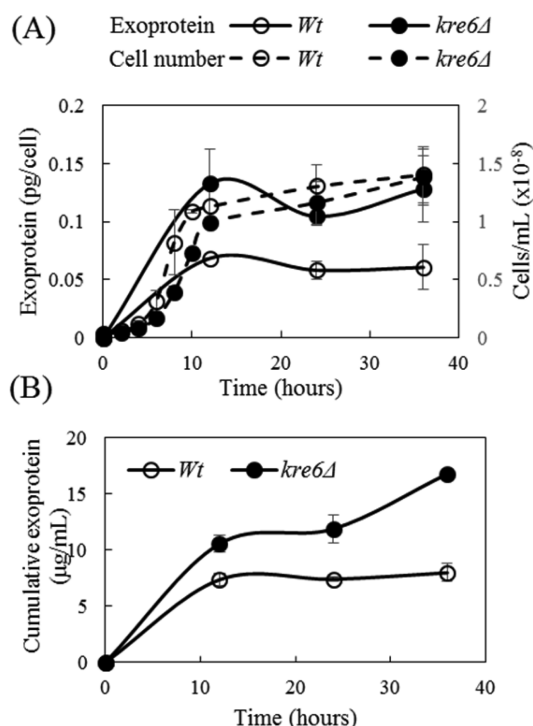 (A)
Exoprotein Wt kre6Δ
Cell number Wt kre6Δ
0.2 2
0.15 1.5
0.1 1
0.05 0.5
0 0
0 10 20 30 40
Exoprotein (pg/cell)
Cells/mL (x10-8)
Time (hours)
(B)
Wt kre6Δ
20
15
10
5
0
0 10 20 30 40
Cumulative exoprotein
(µg/mL)
Time (hours)